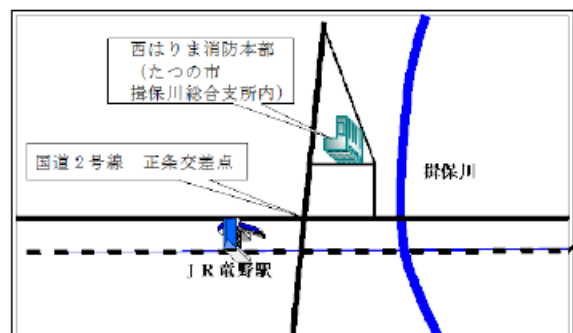 西はりま消防本部
（たつの市
揖保川総合支所内）
国道２号線　正条交差点
揖保川
ＪＲ竜野駅